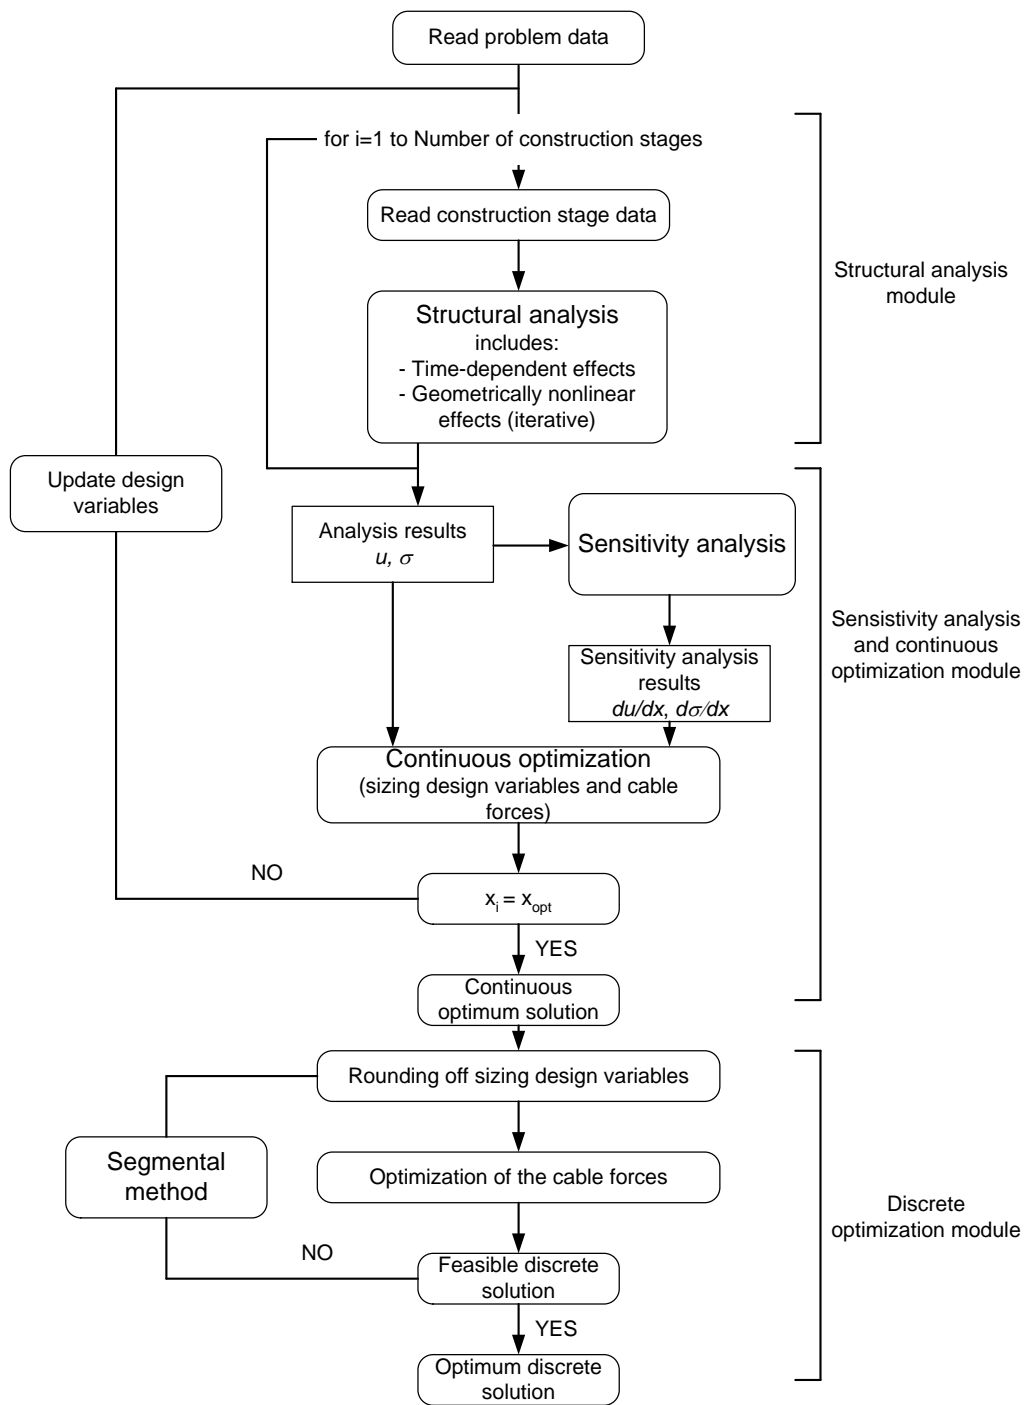 Read problem data
for i=1 to Number of construction stages
Read construction stage data
Structural analysis
module
Structural analysis
includes:
- Time-dependent effects
- Geometrically nonlinear
effects (iterative)
Update design
variables
Analysis results
u, σ
Sensitivity analysis
Sensistivity analysis
and continuous
optimization module
Sensitivity analysis
results
du/dx, dσ/dx
Continuous optimization
(sizing design variables and cable
forces)
NO
x_i = x_opt
YES
Continuous
optimum solution
Rounding off sizing design variables
Segmental
method
Optimization of the cable forces
Discrete
optimization module
NO
Feasible discrete
solution
YES
Optimum discrete
solution